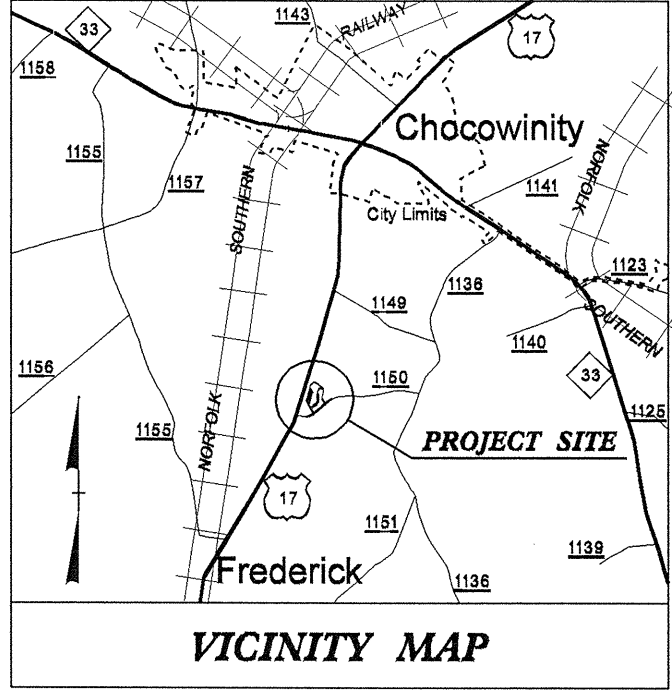 1143
RAILWAY
33
17
1158
Chocowinity
1155
NORFOLK
1157
1141
SOUTHERN
City Limits
1123
1136
1149
SOUTHERN
1140
1156
1150
33
NORFOLK
1125
1155
PROJECT SITE
17
1151
1139
Frederick
1136
VICINITY MAP